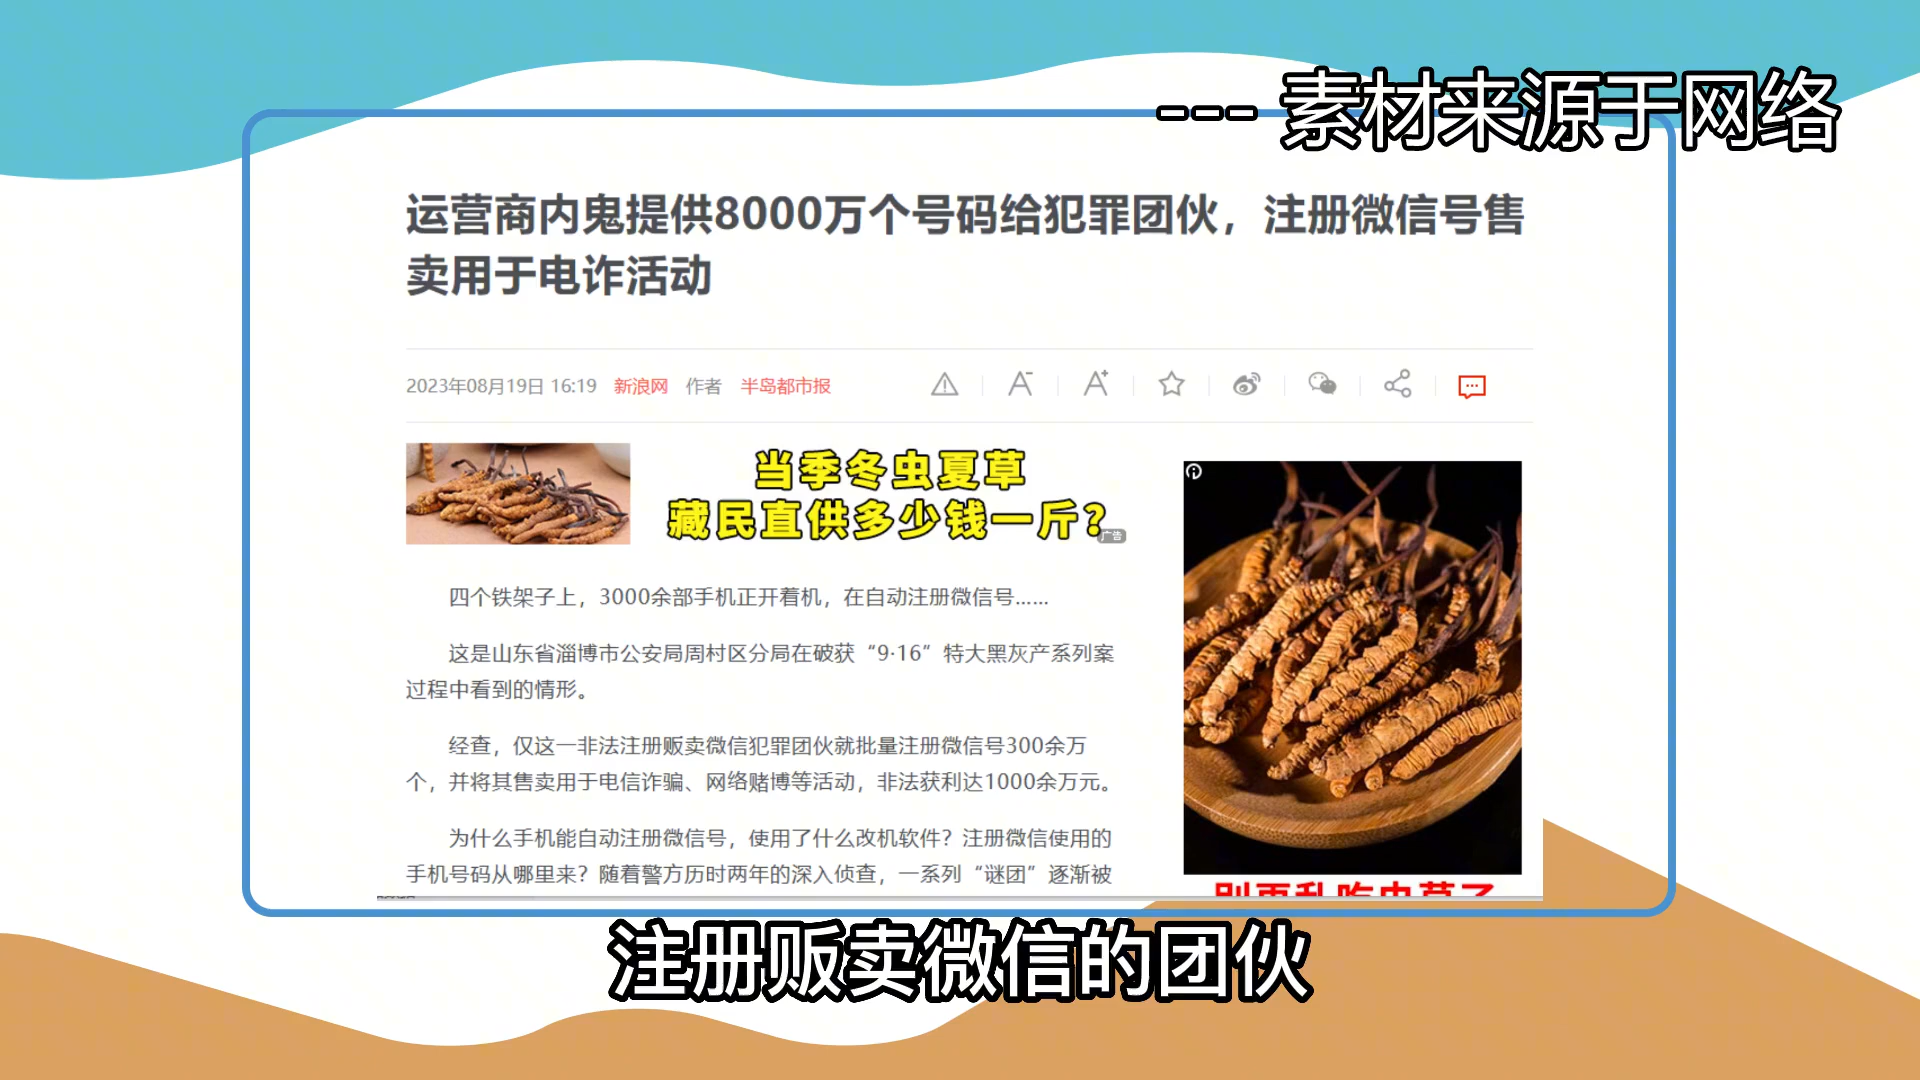 --- 素材来源于网络
运营商内鬼提供8000万个号码给犯罪团伙，注册微信号售
卖用于电诈活动
2023年08月19日 16:19 新浪网 作者 半岛都市报
当季冬虫夏草
藏民直供多少钱一斤？
广告
四个铁架子上，3000余部手机正开着机，在自动注册微信号……
这是山东省淄博市公安局周村区分局在破获“9·16”特大黑灰产系列案
过程中看到的情形。
经查，仅这一非法注册贩卖微信犯罪团伙就批量注册微信号300余万
个，并将其售卖用于电信诈骗、网络赌博等活动，非法获利达1000余万元。
为什么手机能自动注册微信号，使用了什么改机软件？注册微信使用的
手机号码从哪里来？随着警方历时两年的深入侦查，一系列“谜团”逐渐被
注册贩卖微信的团伙